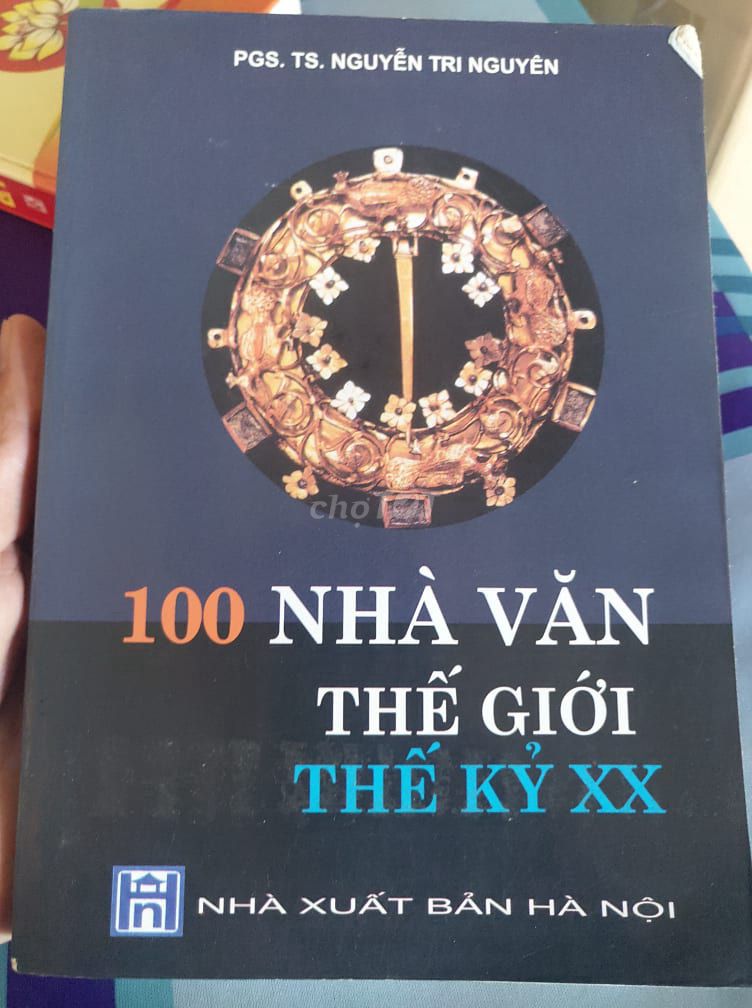 PGS. TS. NGUYỄN TRI NGUYÊN
100 NHÀ VĂN
THẾ GIỚI
THẾ KỶ XX
n
NHÀ XUẤT BẢN HÀ NỘI